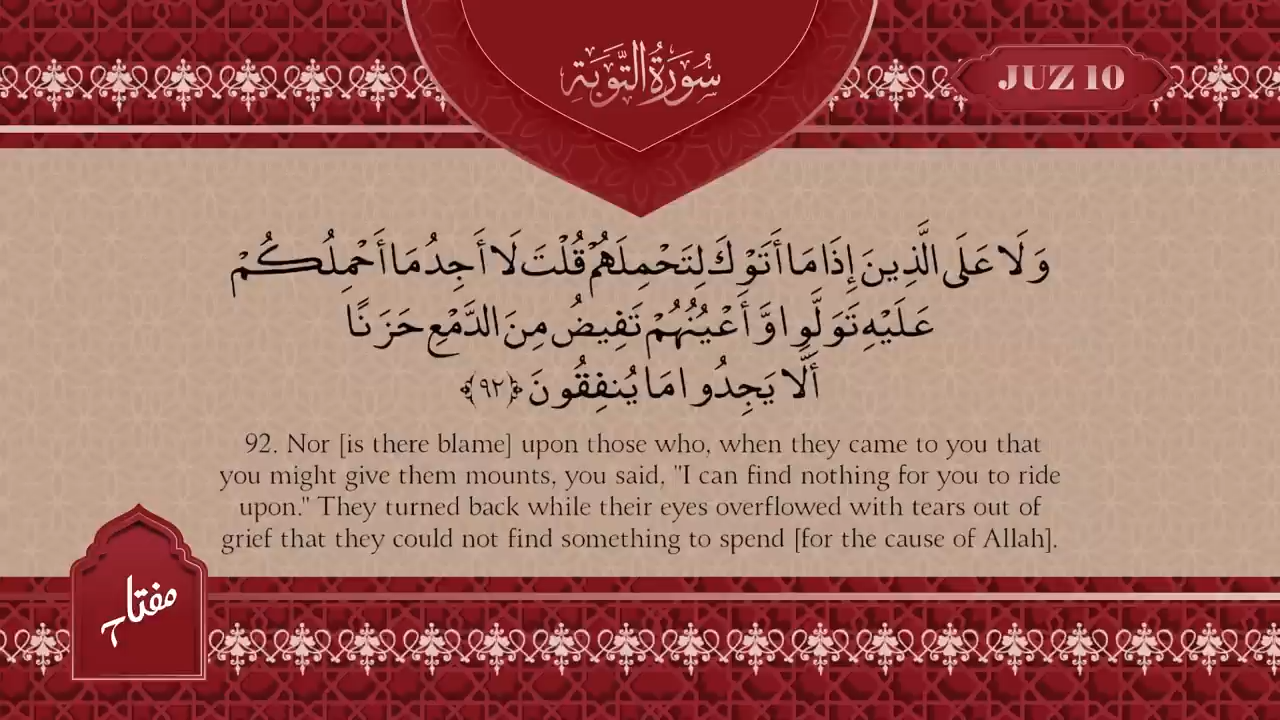 سُورَةُ التَّوْبَةِ
JUZ 10
وَلَا عَلَى الَّذِينَ إِذَا مَا أَتَوْكَ لِتَحْمِلَهُمْ قُلْتَ لَا أَجِدُ مَا أَحْمِلُكُمْ
عَلَيْهِ تَوَلَّوا وَّأَعْيُنُهُمْ تَفِيضُ مِنَ الدَّمْعِ حَزَنًا
أَلَّا يَجِدُوا مَا يُنفِقُونَ ﴿٩٢﴾
92. Nor [is there blame] upon those who, when they came to you that
you might give them mounts, you said, "I can find nothing for you to ride
upon." They turned back while their eyes overflowed with tears out of
grief that they could not find something to spend [for the cause of Allah].
مفتاح